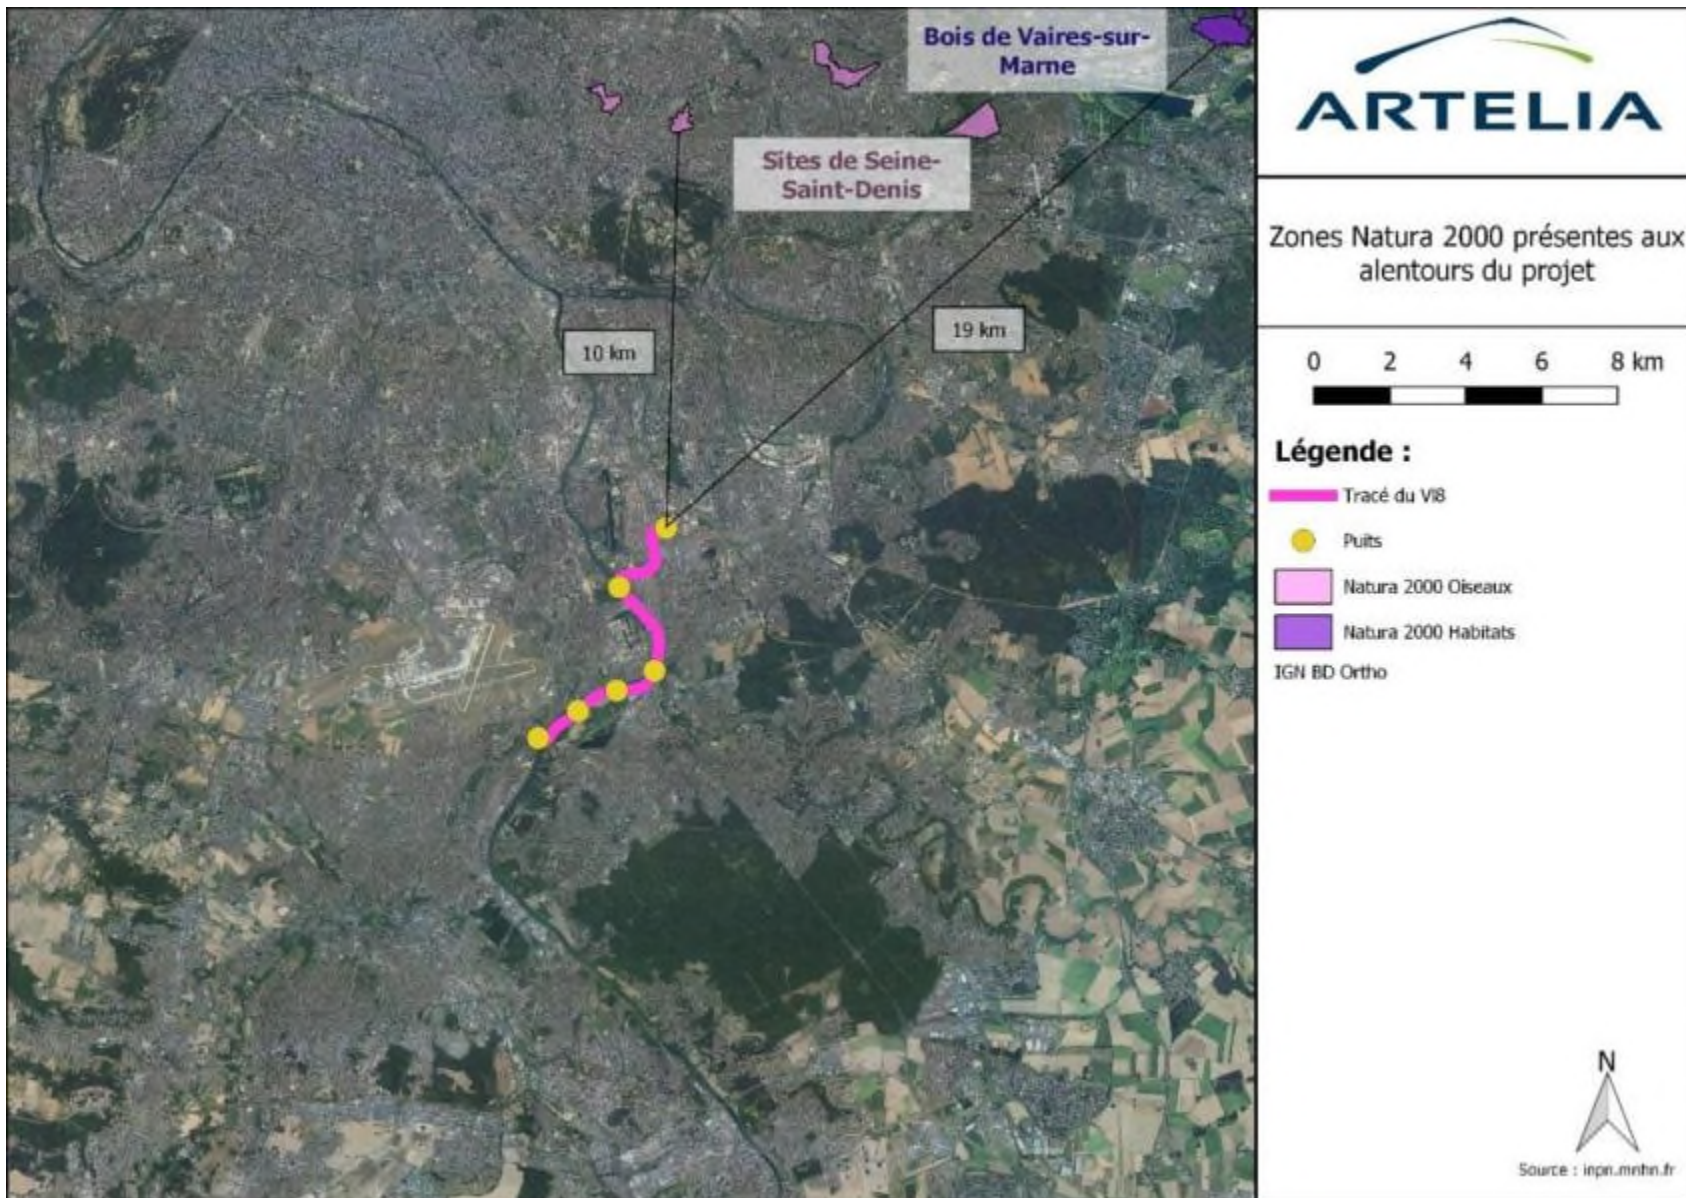 Bois de Vaires-sur-
Marne
Sites de Seine-
Saint-Denis
10 km
19 km
ARTELIA
Zones Natura 2000 présentes aux
alentours du projet
0 2 4 6 8 km
Légende :
Tracé du VI8
Puits
Natura 2000 Oiseaux
Natura 2000 Habitats
IGN BD Ortho
N
Source : inpn.mnhn.fr